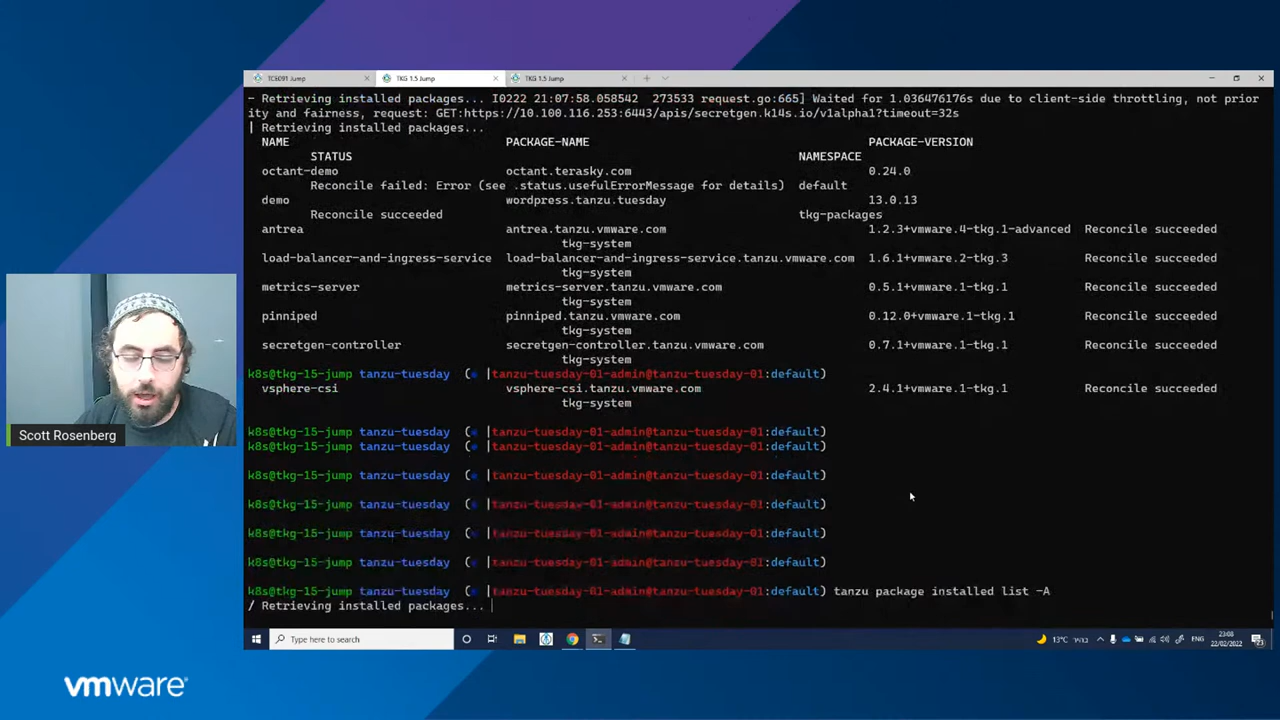 TCE091 Jump
TKG 1.5 Jump
TKG 1.5 Jump
- Retrieving installed packages... I0222 21:07:58.058542 273533 request.go:665] Waited for 1.036476176s due to client-side throttling, not prior
ity and fairness, request: GET:https://10.100.116.253:6443/apis/secretgen.k14s.io/v1alpha1?timeout=32s
| Retrieving installed packages...
NAME PACKAGE-NAME PACKAGE-VERSION
STATUS NAMESPACE
octant-demo octant.terasky.com 0.24.0
Reconcile failed: Error (see .status.usefulErrorMessage for details) default
demo wordpress.tanzu.tuesday 13.0.13
Reconcile succeeded tkg-packages
antrea antrea.tanzu.vmware.com 1.2.3+vmware.4-tkg.1-advanced Reconcile succeeded
tkg-system
load-balancer-and-ingress-service load-balancer-and-ingress-service.tanzu.vmware.com 1.6.1+vmware.2-tkg.3 Reconcile succeeded
tkg-system
metrics-server metrics-server.tanzu.vmware.com 0.5.1+vmware.1-tkg.1 Reconcile succeeded
tkg-system
pinniped pinniped.tanzu.vmware.com 0.12.0+vmware.1-tkg.1 Reconcile succeeded
tkg-system
secretgen-controller secretgen-controller.tanzu.vmware.com 0.7.1+vmware.1-tkg.1 Reconcile succeeded
tkg-system
k8s@tkg-15-jump tanzu-tuesday (⎈ |tanzu-tuesday-01-admin@tanzu-tuesday-01:default)
vsphere-csi vsphere-csi.tanzu.vmware.com 2.4.1+vmware.1-tkg.1 Reconcile succeeded
tkg-system
k8s@tkg-15-jump tanzu-tuesday (⎈ |tanzu-tuesday-01-admin@tanzu-tuesday-01:default)
k8s@tkg-15-jump tanzu-tuesday (⎈ |tanzu-tuesday-01-admin@tanzu-tuesday-01:default)
k8s@tkg-15-jump tanzu-tuesday (⎈ |tanzu-tuesday-01-admin@tanzu-tuesday-01:default)
k8s@tkg-15-jump tanzu-tuesday (⎈ |tanzu-tuesday-01-admin@tanzu-tuesday-01:default)
k8s@tkg-15-jump tanzu-tuesday (⎈ |tanzu-tuesday-01-admin@tanzu-tuesday-01:default)
k8s@tkg-15-jump tanzu-tuesday (⎈ |tanzu-tuesday-01-admin@tanzu-tuesday-01:default)
k8s@tkg-15-jump tanzu-tuesday (⎈ |tanzu-tuesday-01-admin@tanzu-tuesday-01:default) tanzu package installed list -A
/ Retrieving installed packages...
Scott Rosenberg
Type here to search
13°C בהיר
ENG
23:08
22/02/2022
vmware